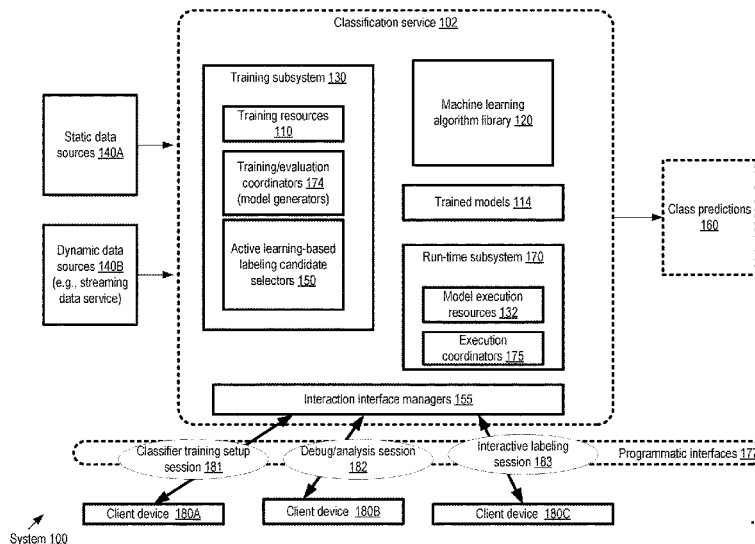 Classification service 102
Training subsystem 130
Training resources
110
Training/evaluation
coordinators 174
(model generators)
Active learning-based
labeling candidate
selectors 150
Machine learning
algorithm library 120
Trained models 114
Run-time subsystem 170
Model execution
resources 132
Execution
coordinators 175
Static data
sources 140A
Dynamic data
sources 140B
(e.g., streaming
data service)
Class predictions
160
Interaction interface managers 155
Classifier training setup
session 181
Debug/analysis session
182
Interactive labeling
session 183
Programmatic interfaces 177
Client device 180A
Client device 180B
Client device 180C
System 100